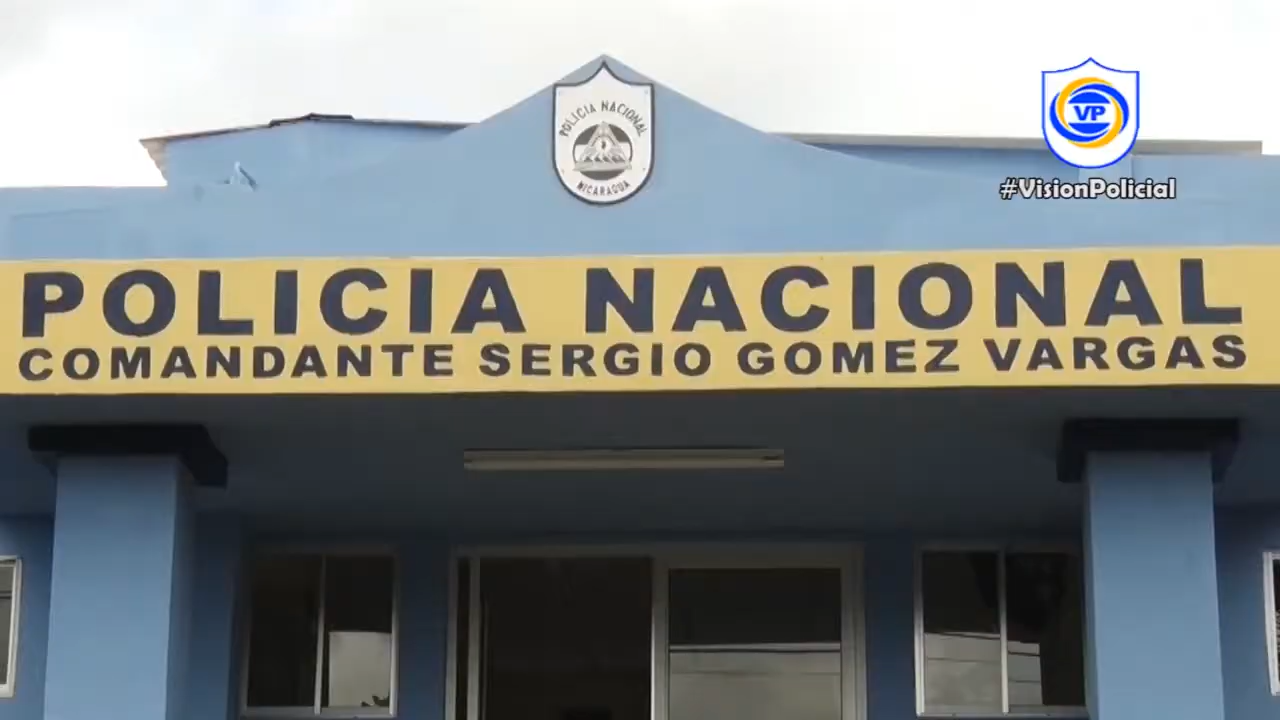 POLICIA NACIONAL
NICARAGUA
VP
#VisionPolicial
POLICIA NACIONAL
COMANDANTE SERGIO GOMEZ VARGAS